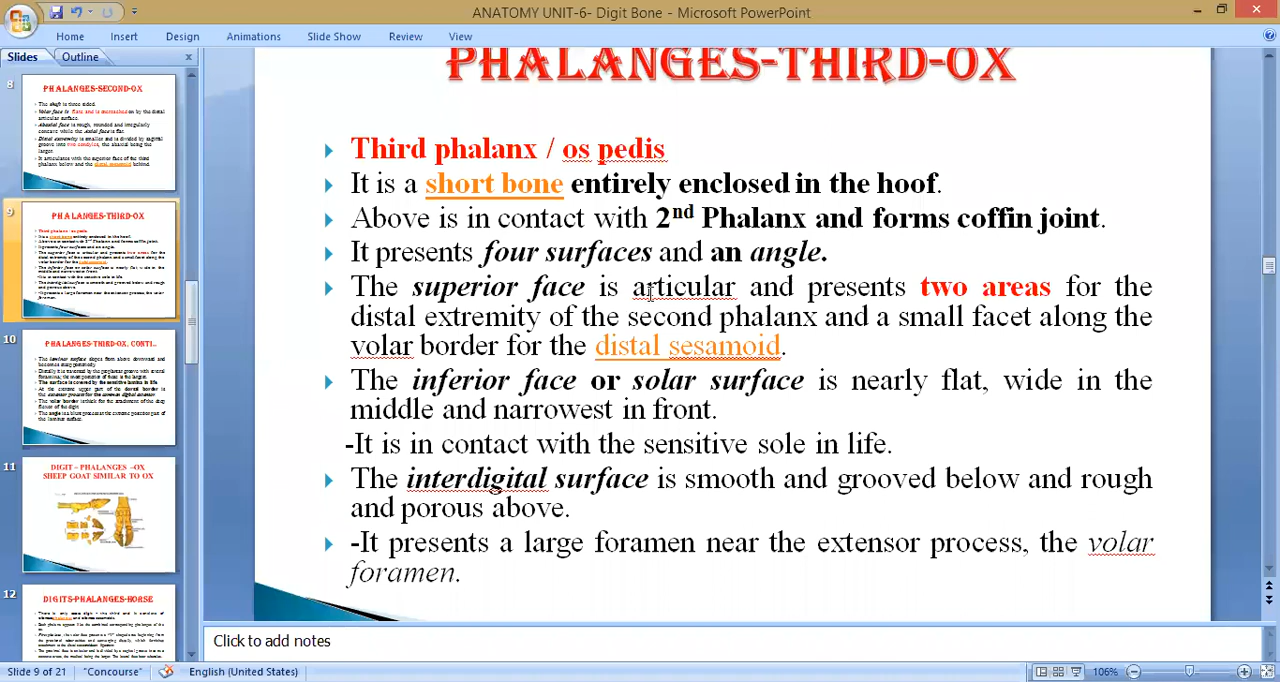 ANATOMY UNIT-6- Digit Bone - Microsoft PowerPoint
Home Insert Design Animations Slide Show Review View
Slides Outline
8
PHALANGES-SECOND-OX
9
PHALANGES-THIRD-OX
10
PHALANGES-THIRD-OX, CONTI..
11
DIGIT – PHALANGES –OX
SHEEP GOAT SIMILAR TO OX
12
DIGITS-PHALANGES-HORSE
PHALANGES-THIRD-OX
Third phalanx / os pedis
It is a short bone entirely enclosed in the hoof.
Above is in contact with 2nd Phalanx and forms coffin joint.
It presents four surfaces and an angle.
The superior face is articular and presents two areas for the
distal extremity of the second phalanx and a small facet along the
volar border for the distal sesamoid.
The inferior face or solar surface is nearly flat, wide in the
middle and narrowest in front.
-It is in contact with the sensitive sole in life.
The interdigital surface is smooth and grooved below and rough
and porous above.
-It presents a large foramen near the extensor process, the volar
foramen.
Click to add notes
Slide 9 of 21 "Concourse" English (United States) 106%